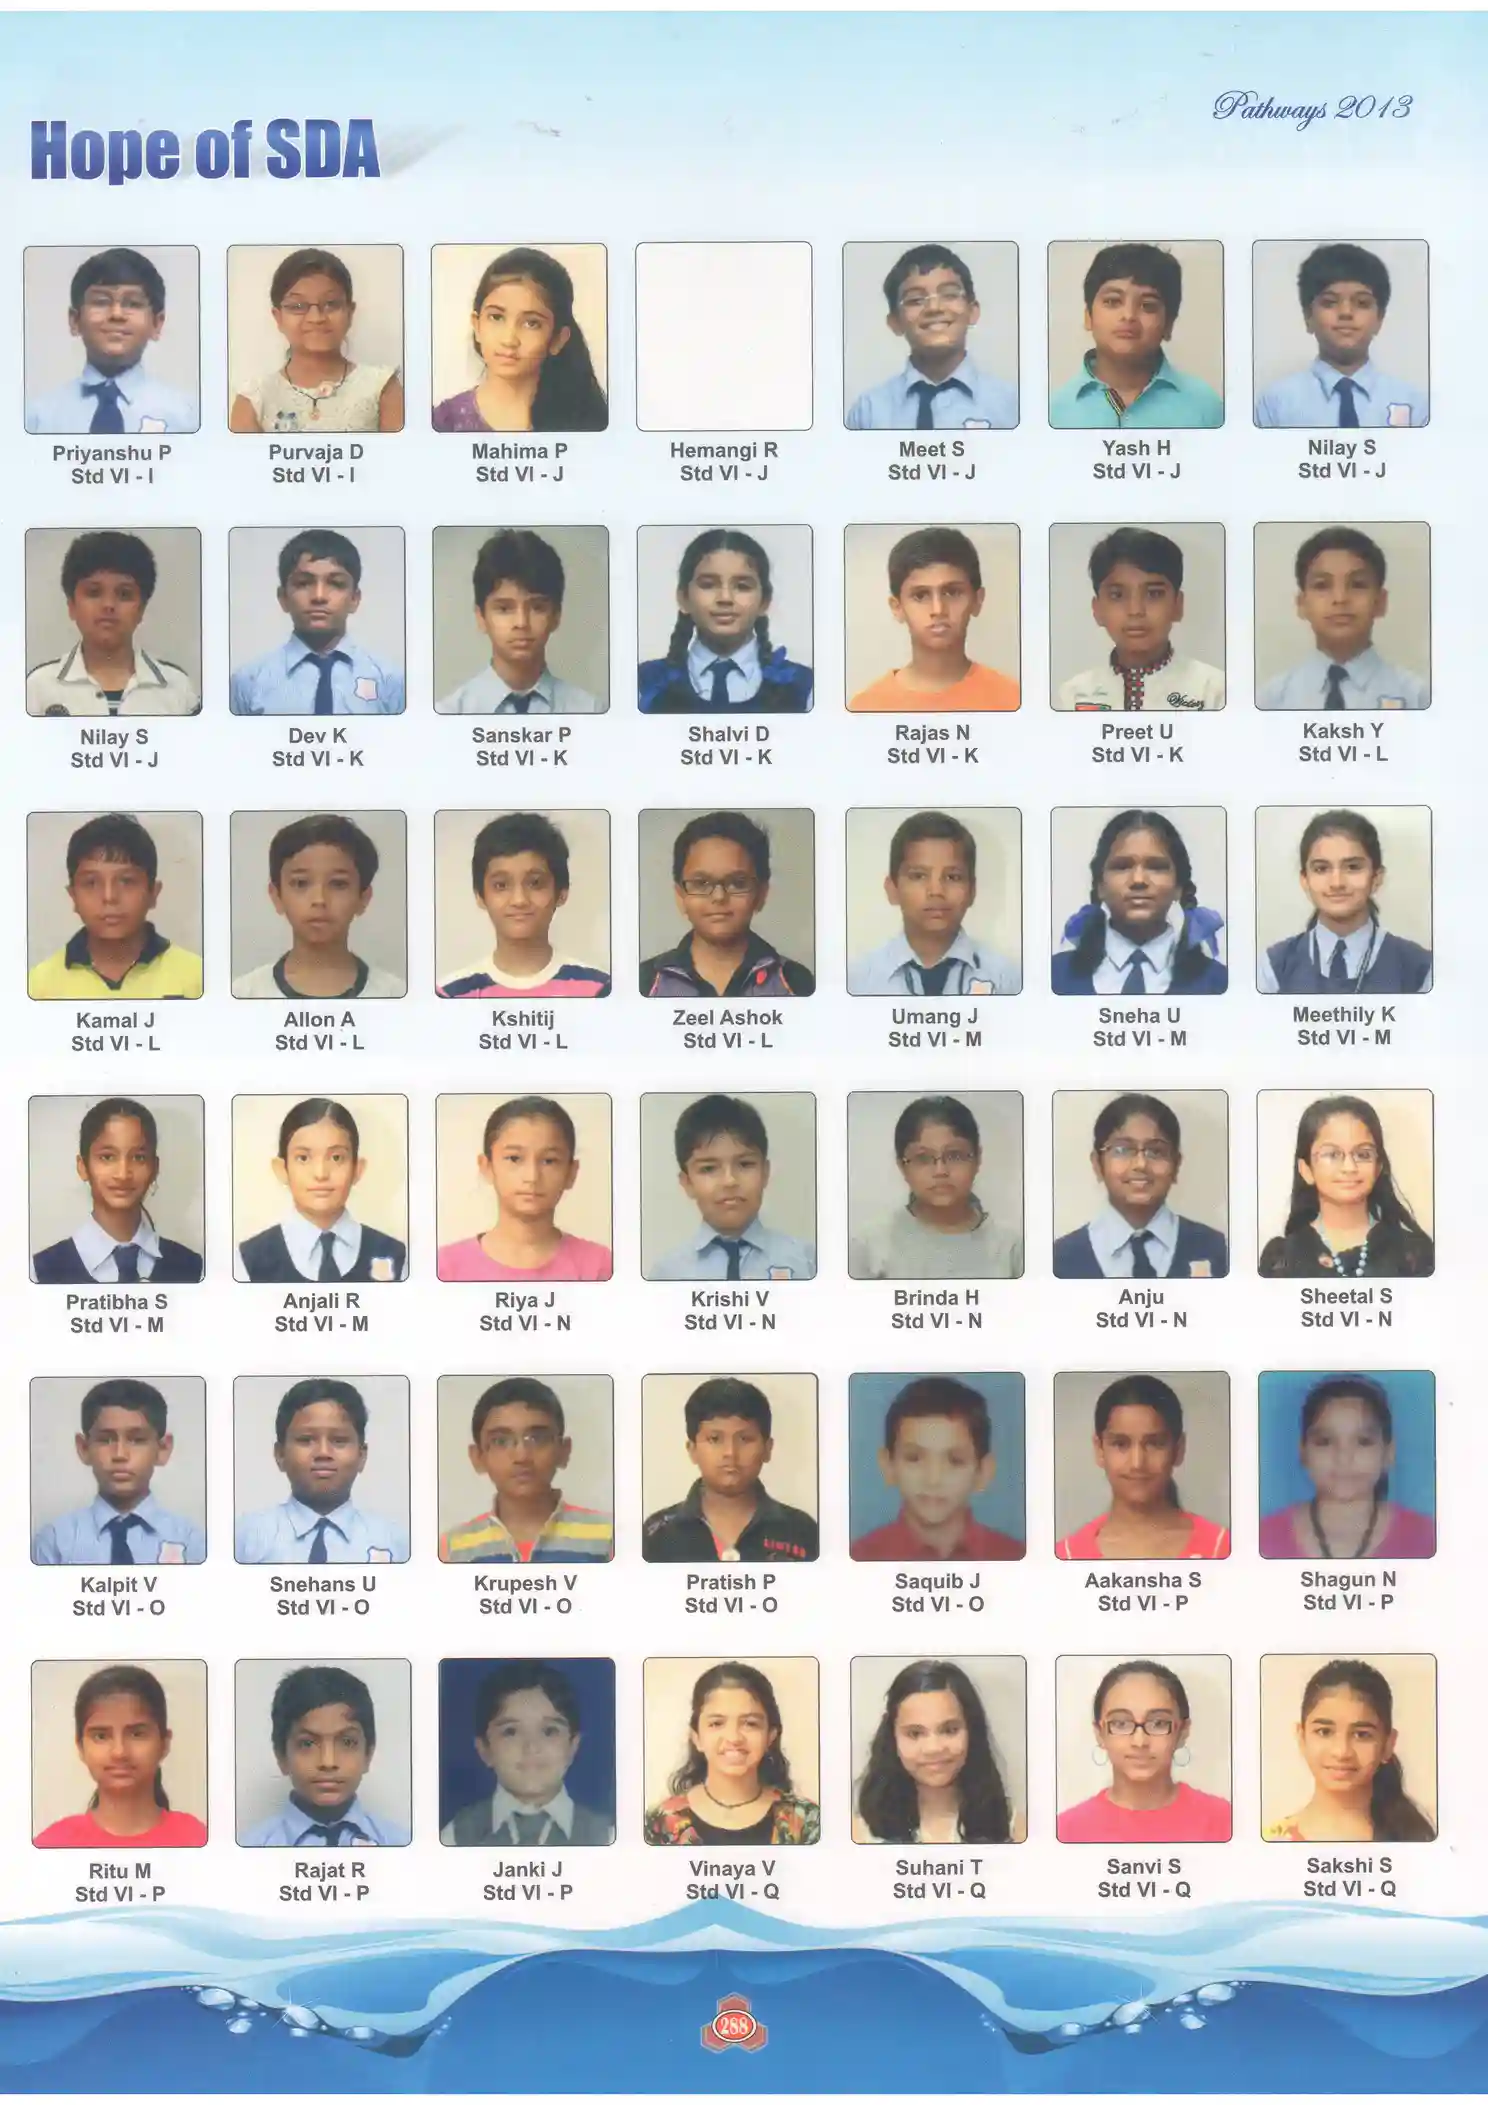 Pathways 2013
Hope of SDA
Priyanshu P
Std VI - I
Purvaja D
Std VI - I
Mahima P
Std VI - J
Hemangi R
Std VI - J
Meet S
Std VI - J
Yash H
Std VI - J
Nilay S
Std VI - J
Nilay S
Std VI - J
Dev K
Std VI - K
Sanskar P
Std VI - K
Shalvi D
Std VI - K
Rajas N
Std VI - K
Preet U
Std VI - K
Kaksh Y
Std VI - L
Kamal J
Std VI - L
Allon A
Std VI - L
Kshitij
Std VI - L
Zeel Ashok
Std VI - L
Umang J
Std VI - M
Sneha U
Std VI - M
Meethily K
Std VI - M
Pratibha S
Std VI - M
Anjali R
Std VI - M
Riya J
Std VI - N
Krishi V
Std VI - N
Brinda H
Std VI - N
Anju
Std VI - N
Sheetal S
Std VI - N
Kalpit V
Std VI - O
Snehans U
Std VI - O
Krupesh V
Std VI - O
Pratish P
Std VI - O
Saquib J
Std VI - O
Aakansha S
Std VI - P
Shagun N
Std VI - P
Ritu M
Std VI - P
Rajat R
Std VI - P
Janki J
Std VI - P
Vinaya V
Std VI - Q
Suhani T
Std VI - Q
Sanvi S
Std VI - Q
Sakshi S
Std VI - Q
288